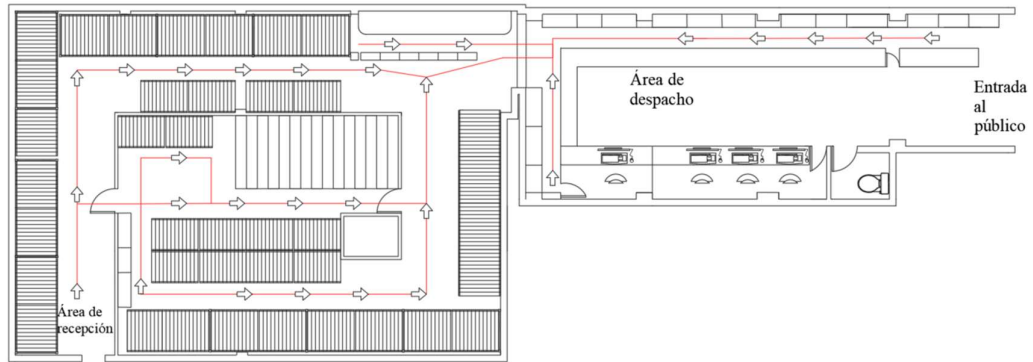 Área de
despacho
Entrada
al
público
Área de
recepción